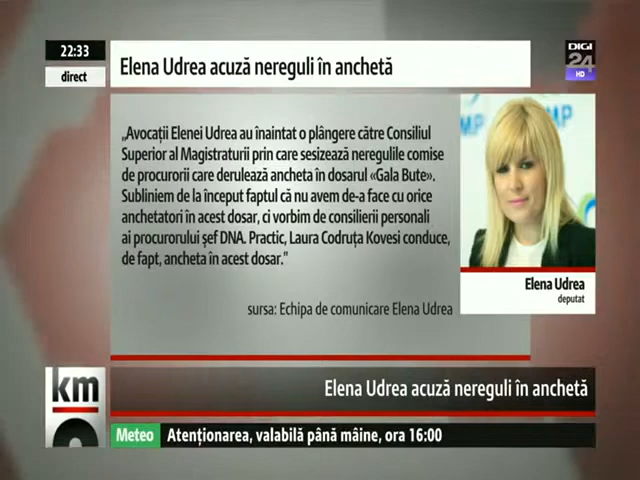 22:33
direct
Elena Udrea acuză nereguli în anchetă
DIGI
24
HD
„Avocații Elenei Udrea au înaintat o plângere către Consiliul
Superior al Magistraturii prin care sesizează neregulile comise
de procurorii care derulează ancheta în dosarul «Gala Bute».
Subliniem de la început faptul că nu avem de-a face cu orice
anchetatori în acest dosar, ci vorbim de consilierii personali
ai procurorului șef DNA. Practic, Laura Codruța Kovesi conduce,
de fapt, ancheta în acest dosar.”
sursa: Echipa de comunicare Elena Udrea
MP
M.P.
Elena Udrea
deputat
km
Elena Udrea acuză nereguli în anchetă
Meteo
Atenționarea, valabilă până mâine, ora 16:00